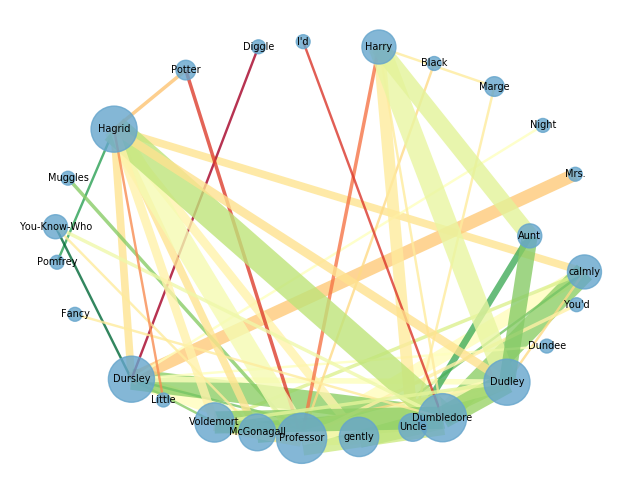 I'd
Diggle
Harry
Black
Potter
Marge
Night
Hagrid
Mrs.
Muggles
You-Know-Who
Aunt
Pomfrey
calmly
You'd
Fancy
Dundee
Dursley
Dudley
Little
Voldemort
Dumbledore
McGonagall
Uncle
Professor
gently